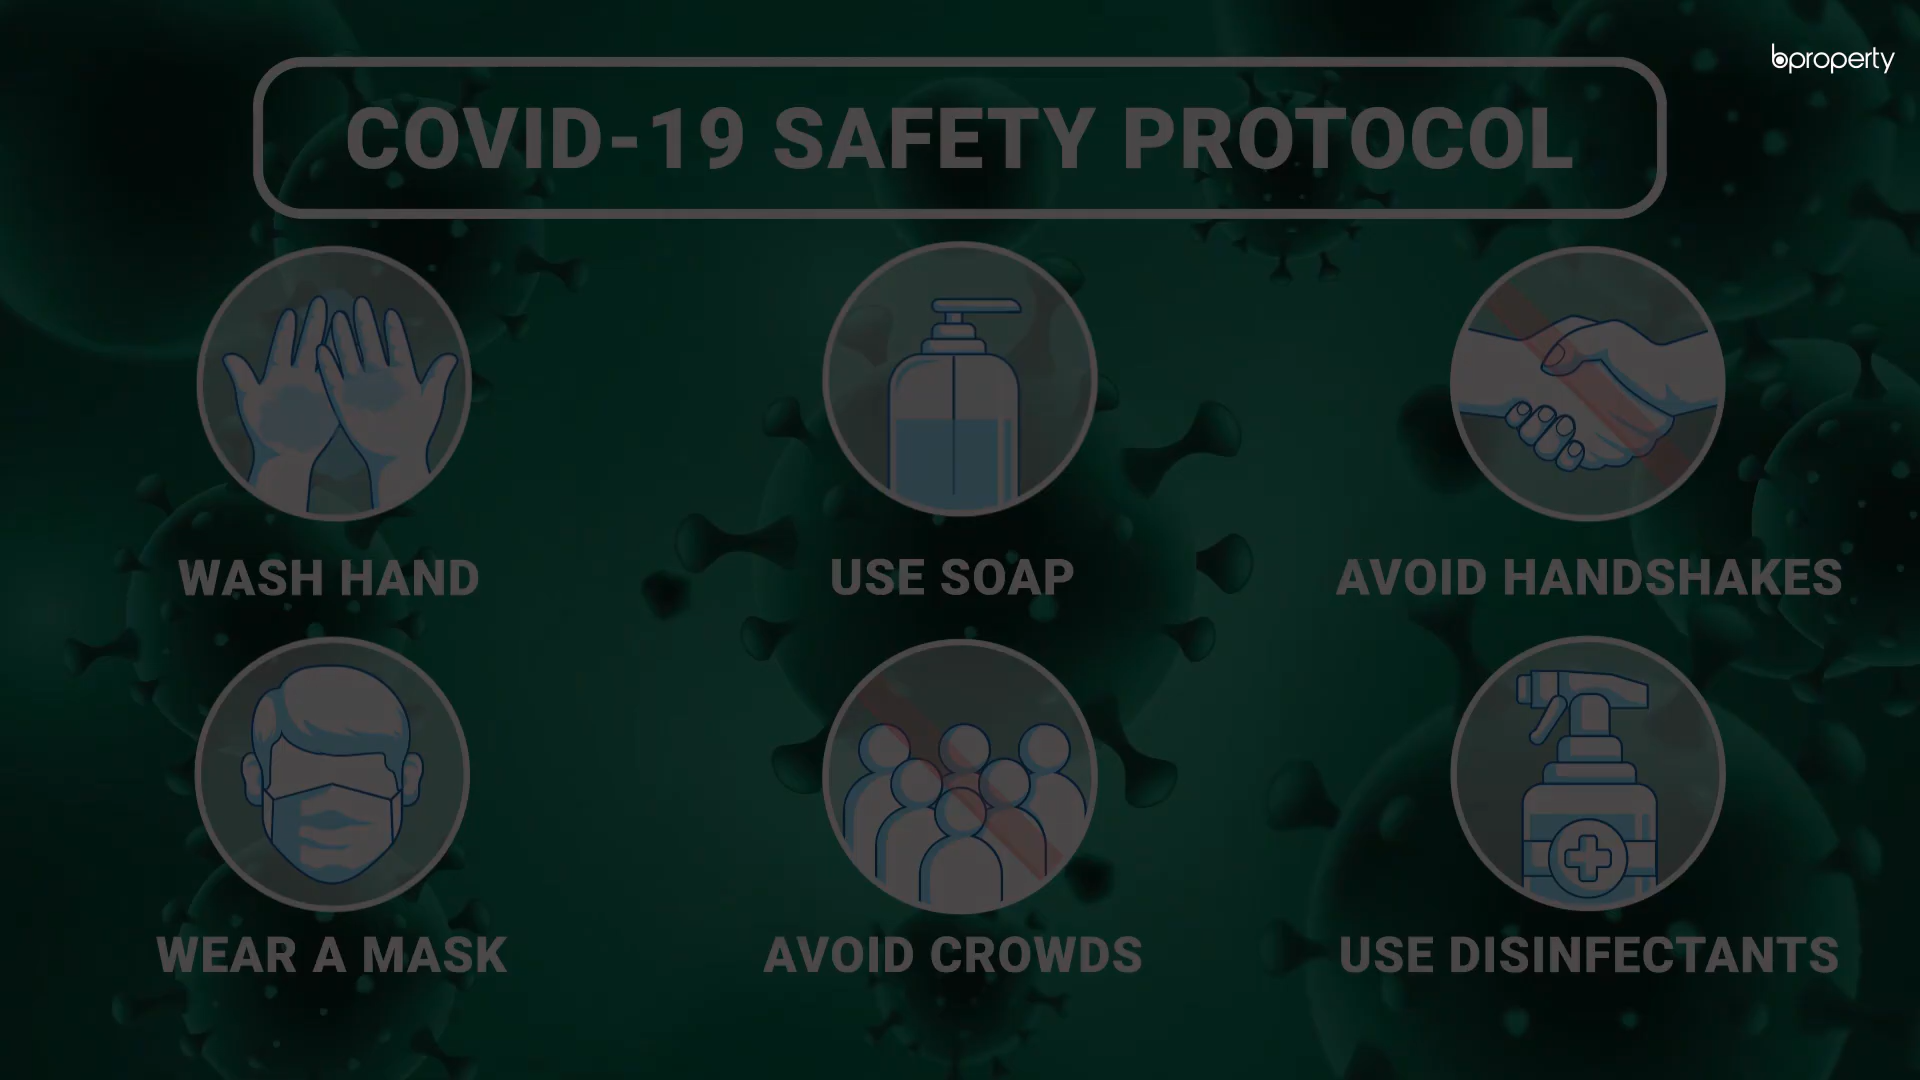 bproperty
COVID-19 SAFETY PROTOCOL
WASH HAND
USE SOAP
AVOID HANDSHAKES
WEAR A MASK
AVOID CROWDS
USE DISINFECTANTS